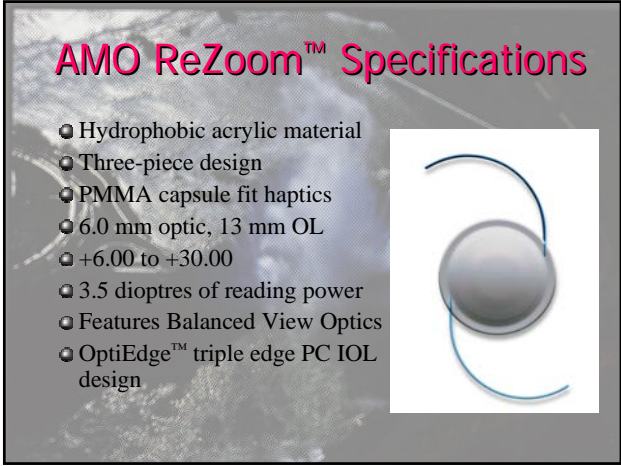 AMO ReZoom™ Specifications
Hydrophobic acrylic material
Three-piece design
PMMA capsule fit haptics
6.0 mm optic, 13 mm OL
+6.00 to +30.00
3.5 dioptres of reading power
Features Balanced View Optics
OptiEdge™ triple edge PC IOL
design